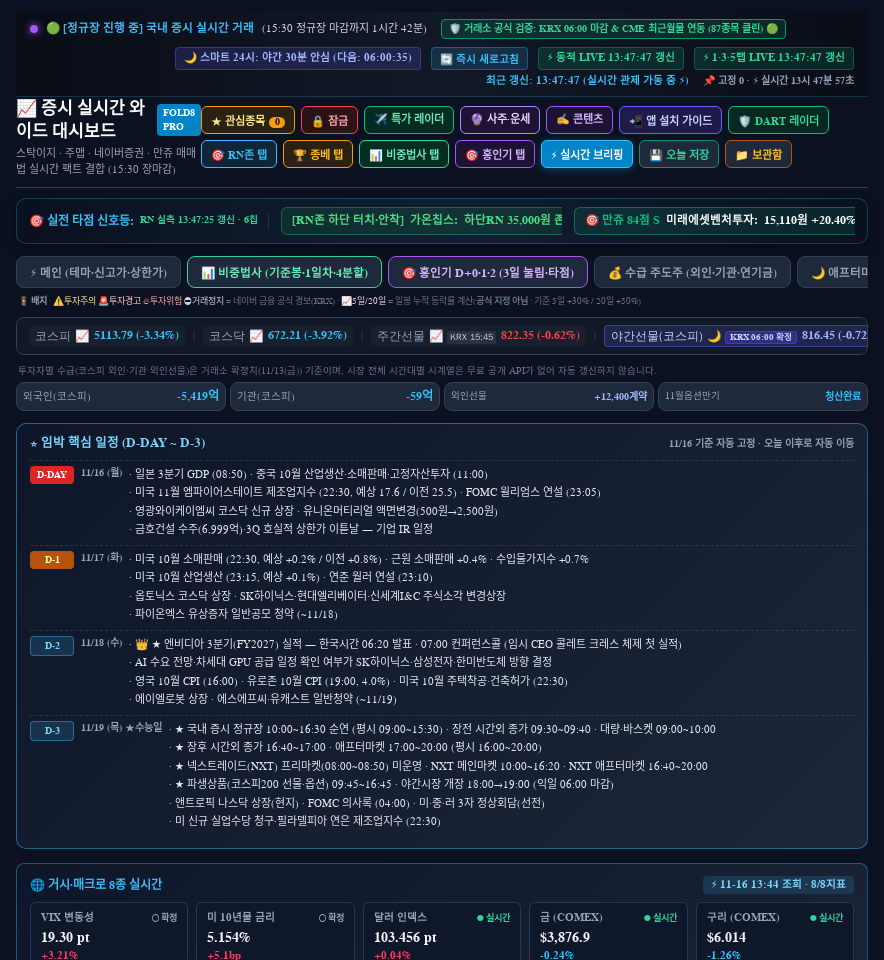 🟢 [정규장 진행 중] 국내 증시 실시간 거래 (15:30 정규장 마감까지 1시간 42분) 🛡️ 거래소 공식 검증: KRX 06:00 마감 & CME 최근월물 연동 (87종목 클린) 🟢
🌙 스마트 24시: 야간 30분 안심 (다음: 06:00:35) 🔄 즉시 새로고침 ⚡ 동적 LIVE 13:47:47 갱신 ⚡ 1·3·5탭 LIVE 13:47:47 갱신
최근 갱신: 13:47:47 (실시간 관제 가동 중 ⚡) 📌 고정 0 · ⚡ 실시간 13시 47분 57초
📈 증시 실시간 와
이드 대시보드
FOLD8
PRO
스탁이지 · 주맵 · 네이버증권 · 만쥬 매매
법 실시간 팩트 결합 (15:30 장마감)
★ 관심종목 0 🔒 잠금 ✈️ 특가 레이더 🔮 사주·운세 ✍️ 콘텐츠 📲 앱 설치 가이드 🛡️ DART 레이더
🎯 RN존 탭 🏆 종베 탭 📊 비중법사 탭 🎯 홍인기 탭 ⚡ 실시간 브리핑 💾 오늘 저장 📁 보관함
🎯 실전 타점 신호등: RN 실측 13:47:25 갱신 · 6칩 [RN존 하단 터치·안착] 가온칩스: 하단RN 35,000원 존 🎯 만쥬 84점 S 미래에셋벤처투자: 15,110원 +20.40%
⚡ 메인 (테마·신고가·상한가) 📊 비중법사 (기준봉·1일차·4분할) 🎯 홍인기 D+0·1·2 (3일 눌림·타점) 💰 수급 주도주 (외인·기관·연기금) 🌙 애프터마
🚦 배지 · ⚠️투자주의 🚨투자경고 ⊘투자위험 ⛔거래정지 = 네이버 금융 공식 경보(KRX) · 📈5일/20일 = 일봉 누적 등락률 계산(공식 지정 아님 · 기준 5일 +30% / 20일 +50%)
코스피 📈 5113.79 (-3.34%) 코스닥 📈 672.21 (-3.92%) 주간선물 📈 KRX 15:45 822.35 (-0.62%) 야간선물(코스피) 🌙 KRX 06:00 확정 816.45 (-0.72
투자자별 수급(코스피 외인·기관·외인선물)은 거래소 확정치(11/13(금)) 기준이며, 시장 전체 시간대별 시계열은 무료 공개 API가 없어 자동 갱신하지 않습니다.
외국인(코스피) -5,419억 기관(코스피) -59억 외인선물 +12,400계약 11월옵션만기 청산완료
⭐ 임박 핵심 일정 (D-DAY ~ D-3) 11/16 기준 자동 고정 · 오늘 이후로 자동 이동
D-DAY 11/16 (월) · 일본 3분기 GDP (08:50) · 중국 10월 산업생산·소매판매·고정자산투자 (11:00)
· 미국 11월 엠파이어스테이트 제조업지수 (22:30, 예상 17.6 / 이전 25.5) · FOMC 윌리엄스 연설 (23:05)
· 영광와이케이엠씨 코스닥 신규 상장 · 유니온머티리얼 액면변경(500원→2,500원)
· 금호건설 수주(6,999억)·3Q 호실적 상한가 이튿날 — 기업 IR 일정
D-1 11/17 (화) · 미국 10월 소매판매 (22:30, 예상 +0.2% / 이전 +0.8%) · 근원 소매판매 +0.4% · 수입물가지수 +0.7%
· 미국 10월 산업생산 (23:15, 예상 +0.1%) · 연준 월러 연설 (23:10)
· 옵토닉스 코스닥 상장 · SK하이닉스·현대엘리베이터·신세계I&C 주식소각 변경상장
· 파이온엑스 유상증자 일반공모 청약 (~11/18)
D-2 11/18 (수) · 👑 ★ 엔비디아 3분기(FY2027) 실적 — 한국시간 06:20 발표 · 07:00 컨퍼런스콜 (임시 CEO 콜레트 크레스 체제 첫 실적)
· AI 수요 전망·차세대 GPU 공급 일정 확인 여부가 SK하이닉스·삼성전자·한미반도체 방향 결정
· 영국 10월 CPI (16:00) · 유로존 10월 CPI (19:00, 4.0%) · 미국 10월 주택착공·건축허가 (22:30)
· 에이엘로봇 상장 · 에스에프씨·유캐스트 일반청약 (~11/19)
D-3 11/19 (목) ★수능일 · ★ 국내 증시 정규장 10:00~16:30 순연 (평시 09:00~15:30) · 장전 시간외 종가 09:30~09:40 · 대량·바스켓 09:00~10:00
· ★ 장후 시간외 종가 16:40~17:00 · 애프터마켓 17:00~20:00 (평시 16:00~20:00)
· ★ 넥스트레이드(NXT) 프리마켓(08:00~08:50) 미운영 · NXT 메인마켓 10:00~16:20 · NXT 애프터마켓 16:40~20:00
· ★ 파생상품(코스피200 선물·옵션) 09:45~16:45 · 야간시장 개장 18:00→19:00 (익일 06:00 마감)
· 앤트로픽 나스닥 상장(현지) · FOMC 의사록 (04:00) · 미·중·러 3자 정상회담(선전)
· 미 신규 실업수당 청구·필라델피아 연은 제조업지수 (22:30)
🌐 거시·매크로 8종 실시간 ⚡ 11-16 13:44 조회 · 8/8지표
VIX 변동성 ○ 확정 미 10년물 금리 ○ 확정 달러 인덱스 ● 실시간 금 (COMEX) ● 실시간 구리 (COMEX) ● 실시간
19.30 pt 5.154% 103.456 pt $3,876.9 $6.014
+3.21% +5.1bp +0.04% -0.24% -1.26%